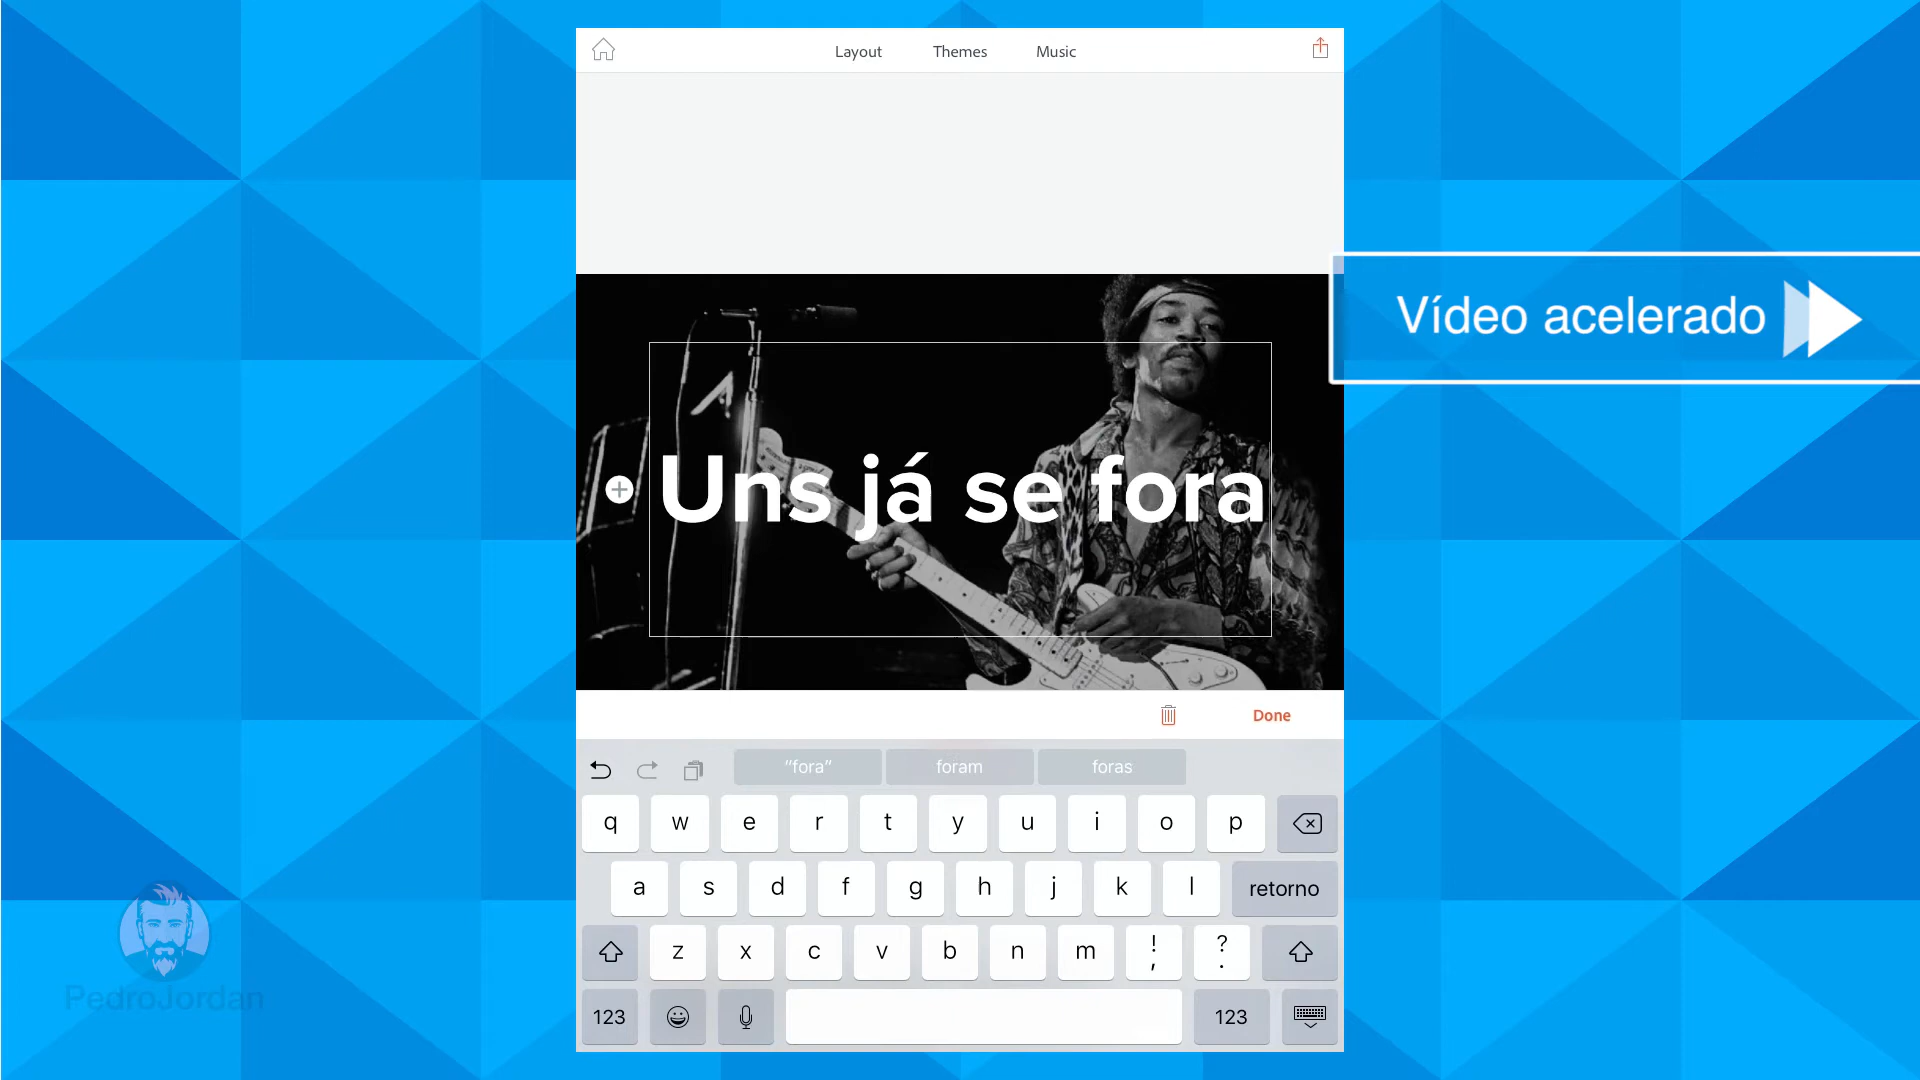 Layout Themes Music
Vídeo acelerado
Uns já se fora
Done
“fora” foram foras
q w e r t y u i o p
a s d f g h j k l retorno
z x c v b n m ! , ? .
123 123
PedroJordan